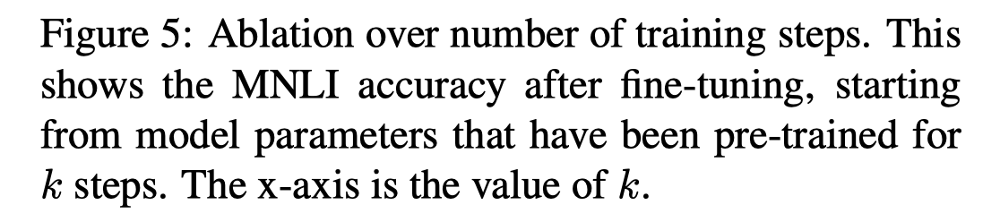 Figure 5: Ablation over number of training steps. This
shows the MNLI accuracy after fine-tuning, starting
from model parameters that have been pre-trained for
k steps. The x-axis is the value of k.